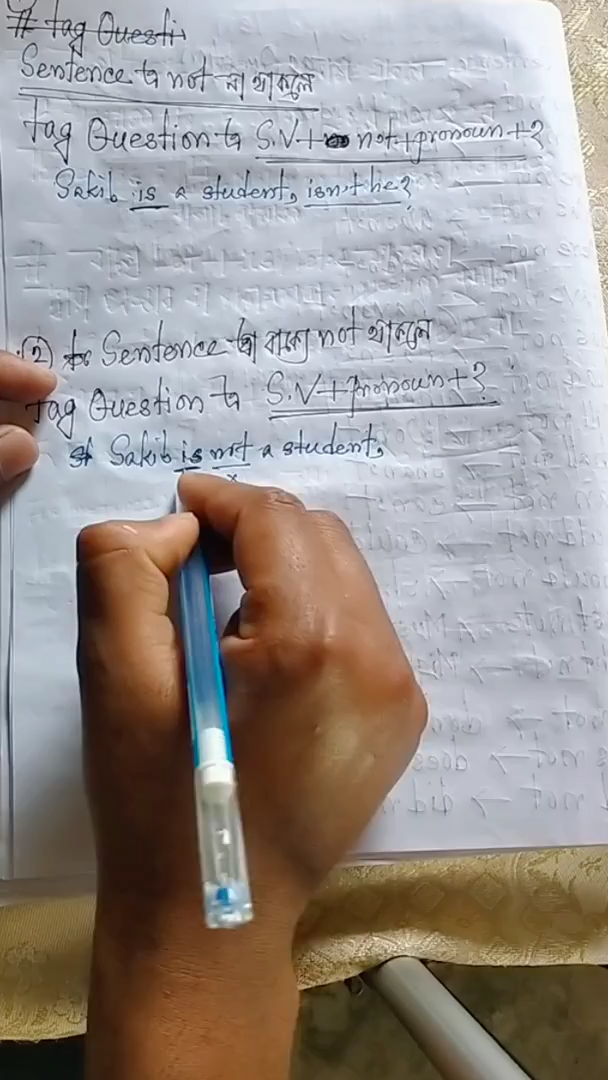 # Tag Questi
Sentence এ not না থাকলে
Tag Question এ S.V + not + pronoun + ?
Sakib is a student, isn't he?
(2) Sentence বা বাক্যে not থাকলে
Tag Question এ S.V + pronoun + ?
Sakib is not a student,
x